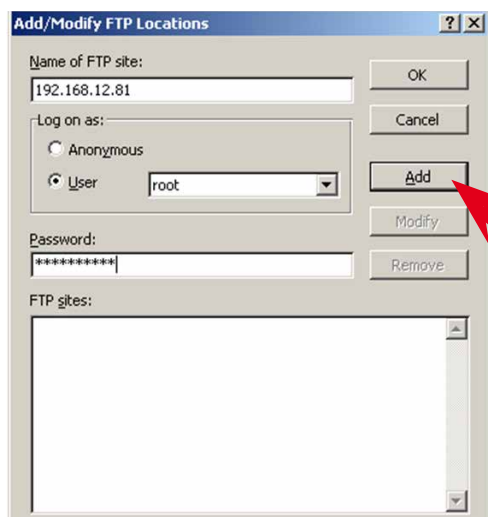 Add/Modify FTP Locations
Name of FTP site:
192.168.12.81
OK
Log on as:
Cancel
Anonymous
User
root
Add
Modify
Password:
**********
Remove
FTP sites: